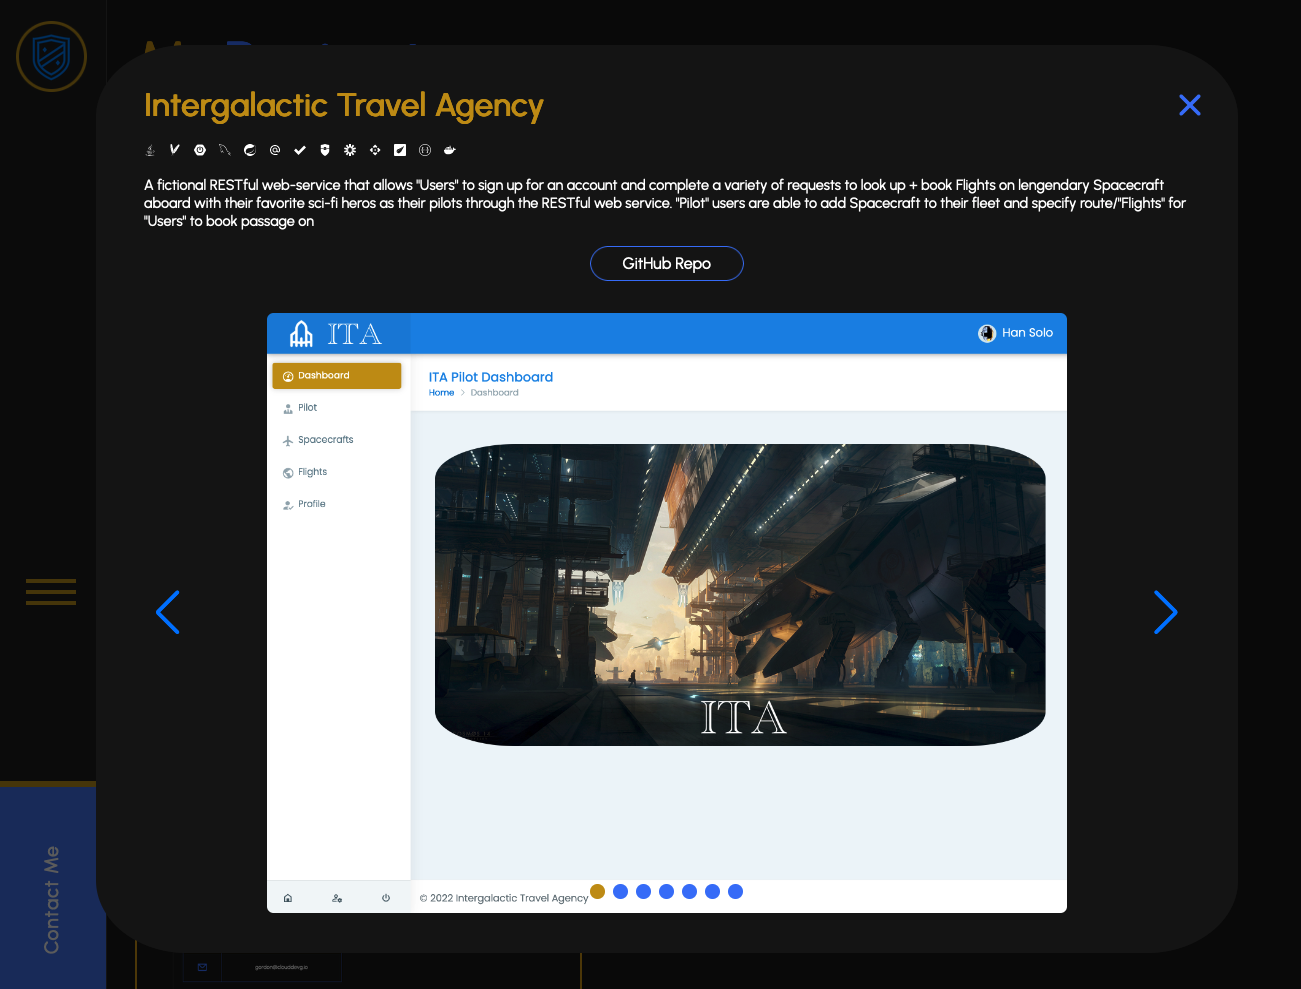 Intergalactic Travel Agency
A fictional RESTful web-service that allows "Users" to sign up for an account and complete a variety of requests to look up + book Flights on lengendary Spacecraft
aboard with their favorite sci-fi heros as their pilots through the RESTful web service. "Pilot" users are able to add Spacecraft to their fleet and specify route/"Flights" for
"Users" to book passage on
GitHub Repo
ITA
Han Solo
Dashboard
ITA Pilot Dashboard
Home > Dashboard
Pilot
Spacecrafts
Flights
Profile
ITA
© 2022 Intergalactic Travel Agency
Contact Me